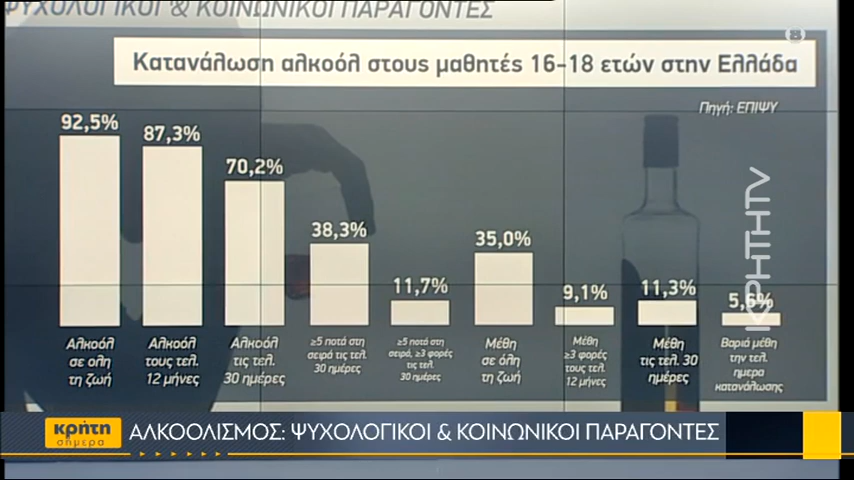 ΨΥΧΟΛΟΓΙΚΟΙ & ΚΟΙΝΩΝΙΚΟΙ ΠΑΡΑΓΟΝΤΕΣ
Κατανάλωση αλκοόλ στους μαθητές 16-18 ετών στην Ελλάδα
Πηγή: ΕΠΙΨΥ
92,5%
87,3%
70,2%
38,3%
11,7%
35,0%
9,1%
11,3%
5,6%
Αλκοόλ
σε όλη
τη ζωή
Αλκοόλ
τους τελ.
12 μήνες
Αλκοόλ
τις τελ.
30 ημέρες
≥5 ποτά στη
σειρά τις τελ.
30 ημέρες
≥5 ποτά στη
σειρά, ≥3 φορές
τις τελ.
30 ημέρες
Μέθη
σε όλη
τη ζωή
Μέθη
≥3 φορές
τους τελ.
12 μήνες
Μέθη
τις τελ. 30
ημέρες
Βαριά μέθη
την τελ.
ημερα
κατανάλωσης
ΚΡΗΤΗTV
8
κρήτη
σήμερα
ΑΛΚΟΟΛΙΣΜΟΣ: ΨΥΧΟΛΟΓΙΚΟΙ & ΚΟΙΝΩΝΙΚΟΙ ΠΑΡΑΓΟΝΤΕΣ